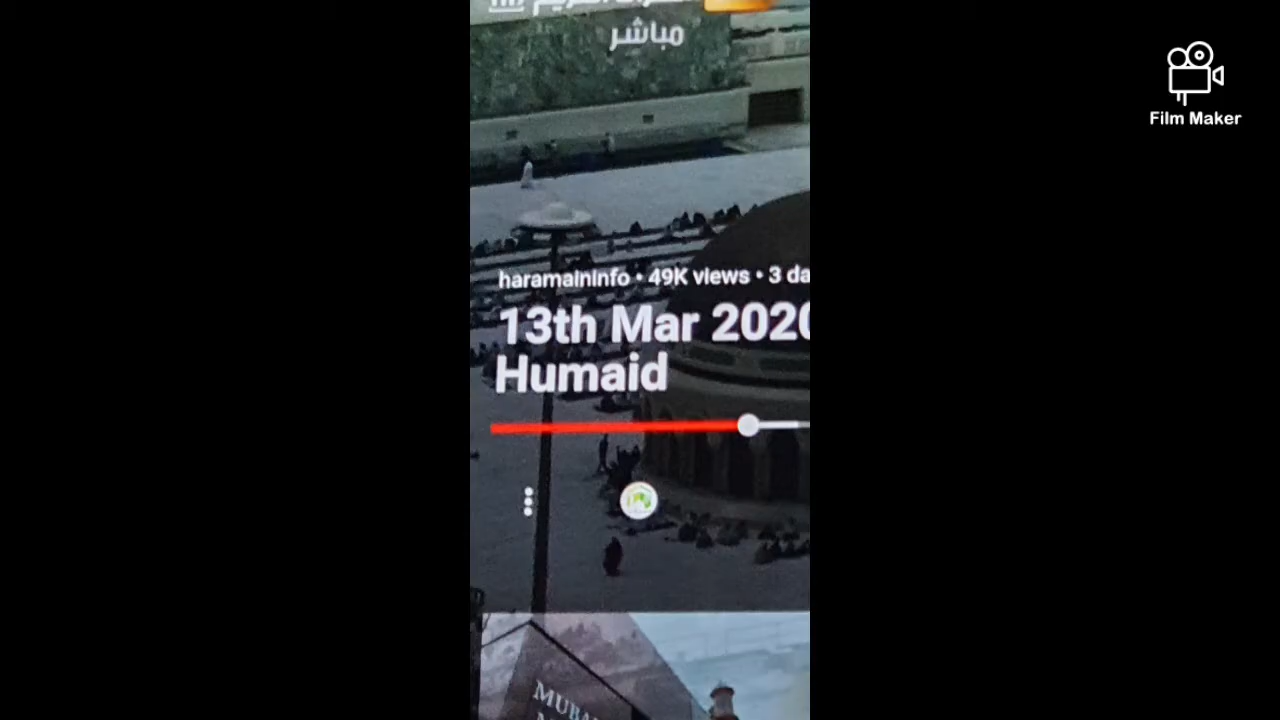 مباشر
Film Maker
haramaininfo • 49K views • 3 da
13th Mar 2020
Humaid